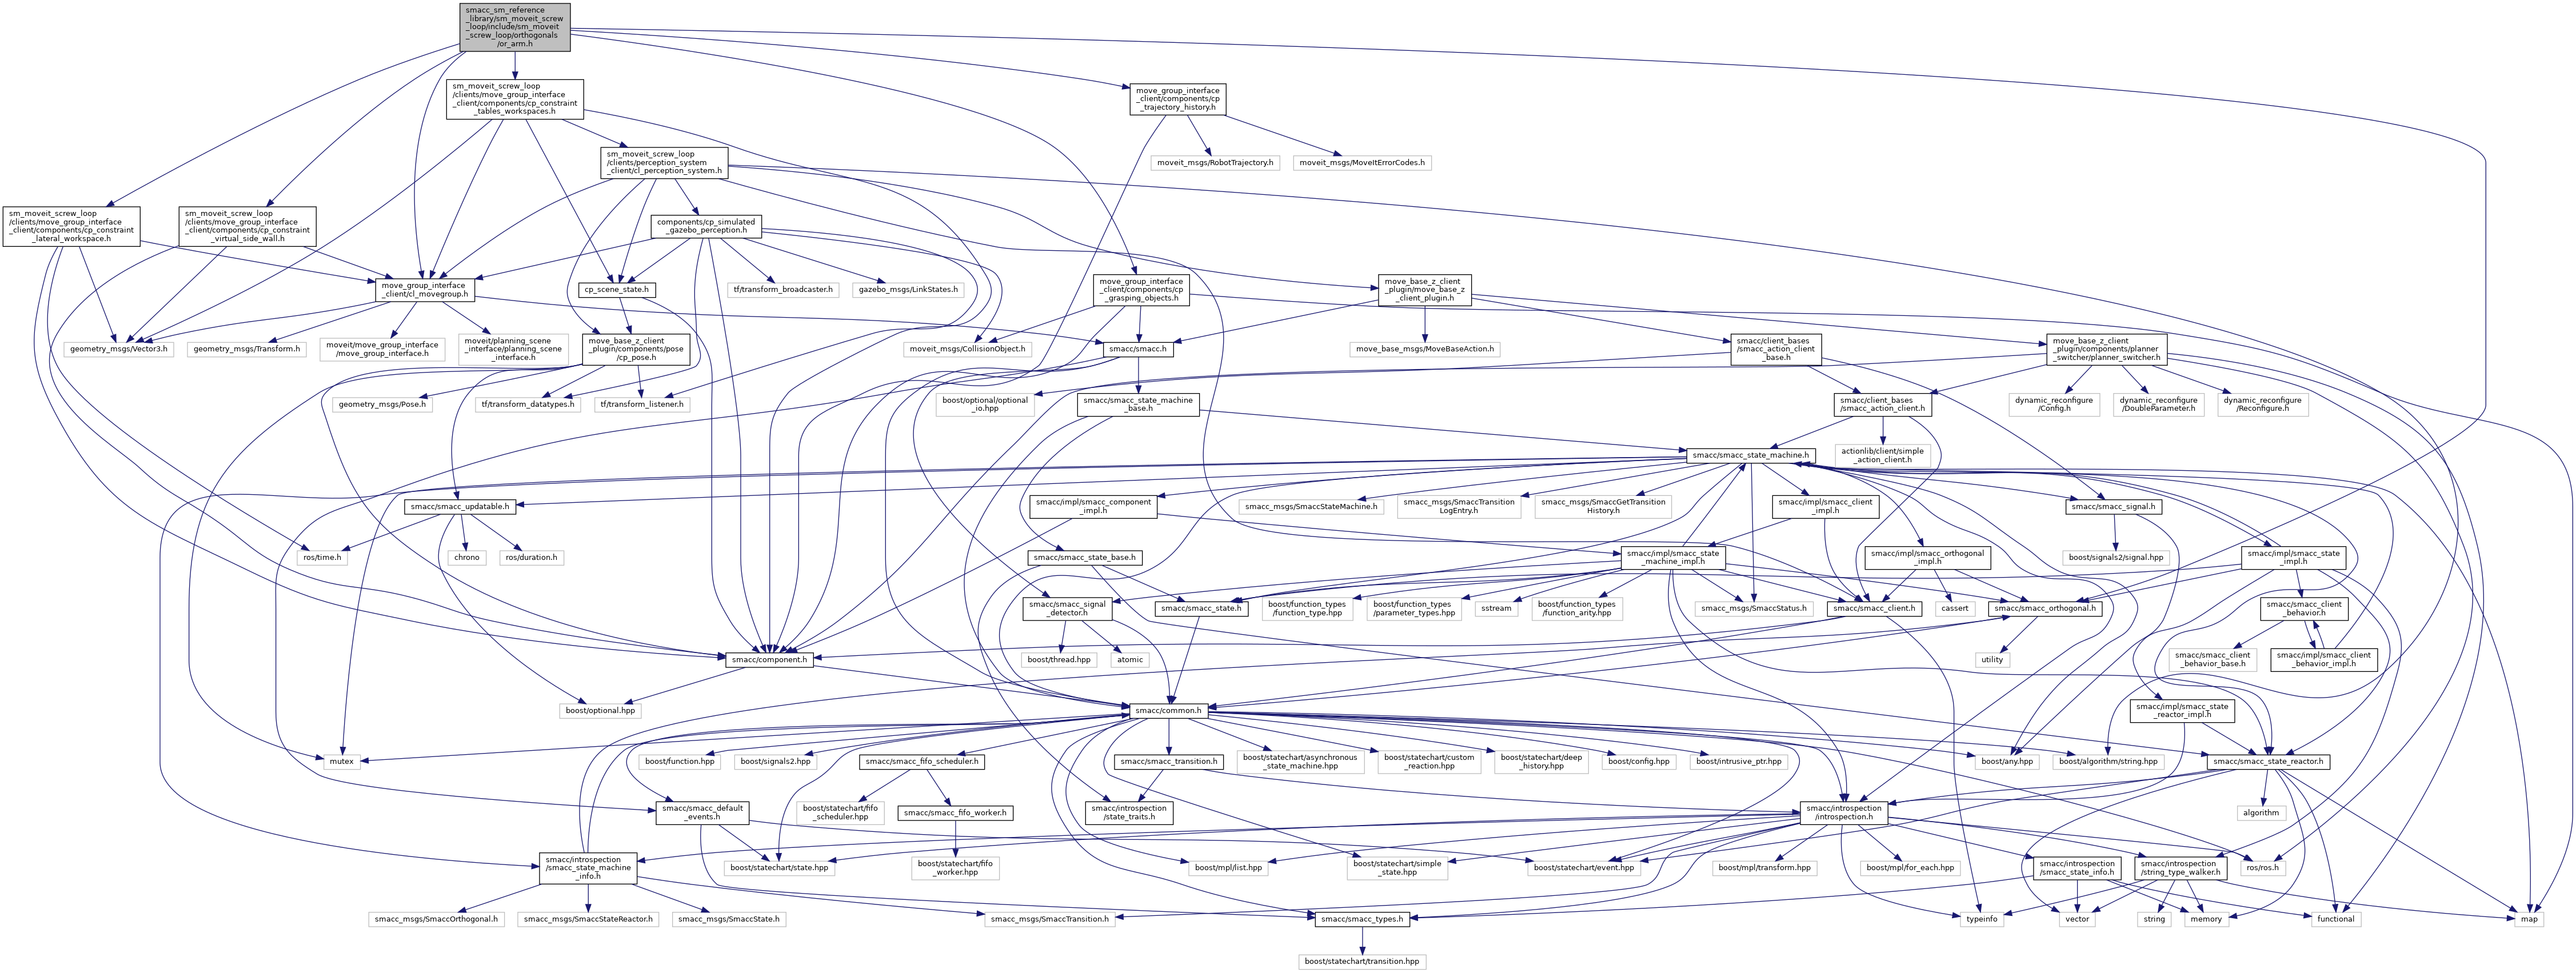 smacc_sm_reference
_library/sm_moveit_screw
_loop/include/sm_moveit
_screw_loop/orthogonals
/or_arm.h
sm_moveit_screw_loop
/clients/move_group_interface
_client/components/cp_constraint
_tables_workspaces.h
move_group_interface
_client/components/cp
_trajectory_history.h
sm_moveit_screw_loop
/clients/perception_system
_client/cl_perception_system.h
moveit_msgs/RobotTrajectory.h
moveit_msgs/MoveItErrorCodes.h
sm_moveit_screw_loop
/clients/move_group_interface
_client/components/cp_constraint
_lateral_workspace.h
sm_moveit_screw_loop
/clients/move_group_interface
_client/components/cp_constraint
_virtual_side_wall.h
components/cp_simulated
_gazebo_perception.h
move_group_interface
_client/cl_movegroup.h
cp_scene_state.h
tf/transform_broadcaster.h
gazebo_msgs/LinkStates.h
move_group_interface
_client/components/cp
_grasping_objects.h
move_base_z_client
_plugin/move_base_z
_client_plugin.h
geometry_msgs/Vector3.h
geometry_msgs/Transform.h
moveit/move_group_interface
/move_group_interface.h
moveit/planning_scene
_interface/planning_scene
_interface.h
move_base_z_client
_plugin/components/pose
/cp_pose.h
moveit_msgs/CollisionObject.h
smacc/smacc.h
move_base_msgs/MoveBaseAction.h
smacc/client_bases
/smacc_action_client
_base.h
move_base_z_client
_plugin/components/planner
_switcher/planner_switcher.h
geometry_msgs/Pose.h
tf/transform_datatypes.h
tf/transform_listener.h
boost/optional/optional
_io.hpp
smacc/smacc_state_machine
_base.h
smacc/client_bases
/smacc_action_client.h
dynamic_reconfigure
/Config.h
dynamic_reconfigure
/DoubleParameter.h
dynamic_reconfigure
/Reconfigure.h
smacc/smacc_state_machine.h
actionlib/client/simple
_action_client.h
smacc/smacc_updatable.h
smacc/impl/smacc_component
_impl.h
smacc_msgs/SmaccStateMachine.h
smacc_msgs/SmaccTransition
LogEntry.h
smacc_msgs/SmaccGetTransition
History.h
smacc/impl/smacc_client
_impl.h
smacc/smacc_signal.h
ros/time.h
chrono
ros/duration.h
smacc/smacc_state_base.h
smacc/impl/smacc_state
_machine_impl.h
smacc/impl/smacc_orthogonal
_impl.h
boost/signals2/signal.hpp
smacc/impl/smacc_state
_impl.h
smacc/smacc_signal
_detector.h
smacc/smacc_state.h
boost/function_types
/function_type.hpp
boost/function_types
/parameter_types.hpp
sstream
boost/function_types
/function_arity.hpp
smacc_msgs/SmaccStatus.h
smacc/smacc_client.h
cassert
smacc/smacc_orthogonal.h
smacc/smacc_client
_behavior.h
smacc/component.h
boost/thread.hpp
atomic
utility
smacc/smacc_client
_behavior_base.h
smacc/impl/smacc_client
_behavior_impl.h
boost/optional.hpp
smacc/common.h
smacc/impl/smacc_state
_reactor_impl.h
mutex
boost/function.hpp
boost/signals2.hpp
smacc/smacc_fifo_scheduler.h
smacc/smacc_transition.h
boost/statechart/asynchronous
_state_machine.hpp
boost/statechart/custom
_reaction.hpp
boost/statechart/deep
_history.hpp
boost/config.hpp
boost/intrusive_ptr.hpp
boost/any.hpp
boost/algorithm/string.hpp
smacc/smacc_state_reactor.h
smacc/smacc_default
_events.h
boost/statechart/fifo
_scheduler.hpp
smacc/smacc_fifo_worker.h
smacc/introspection
/state_traits.h
smacc/introspection
/introspection.h
algorithm
smacc/introspection
/smacc_state_machine
_info.h
boost/statechart/state.hpp
boost/statechart/fifo
_worker.hpp
boost/mpl/list.hpp
boost/statechart/simple
_state.hpp
boost/statechart/event.hpp
boost/mpl/transform.hpp
boost/mpl/for_each.hpp
smacc/introspection
/smacc_state_info.h
smacc/introspection
/string_type_walker.h
ros/ros.h
smacc_msgs/SmaccOrthogonal.h
smacc_msgs/SmaccStateReactor.h
smacc_msgs/SmaccState.h
smacc_msgs/SmaccTransition.h
smacc/smacc_types.h
typeinfo
vector
string
memory
functional
map
boost/statechart/transition.hpp